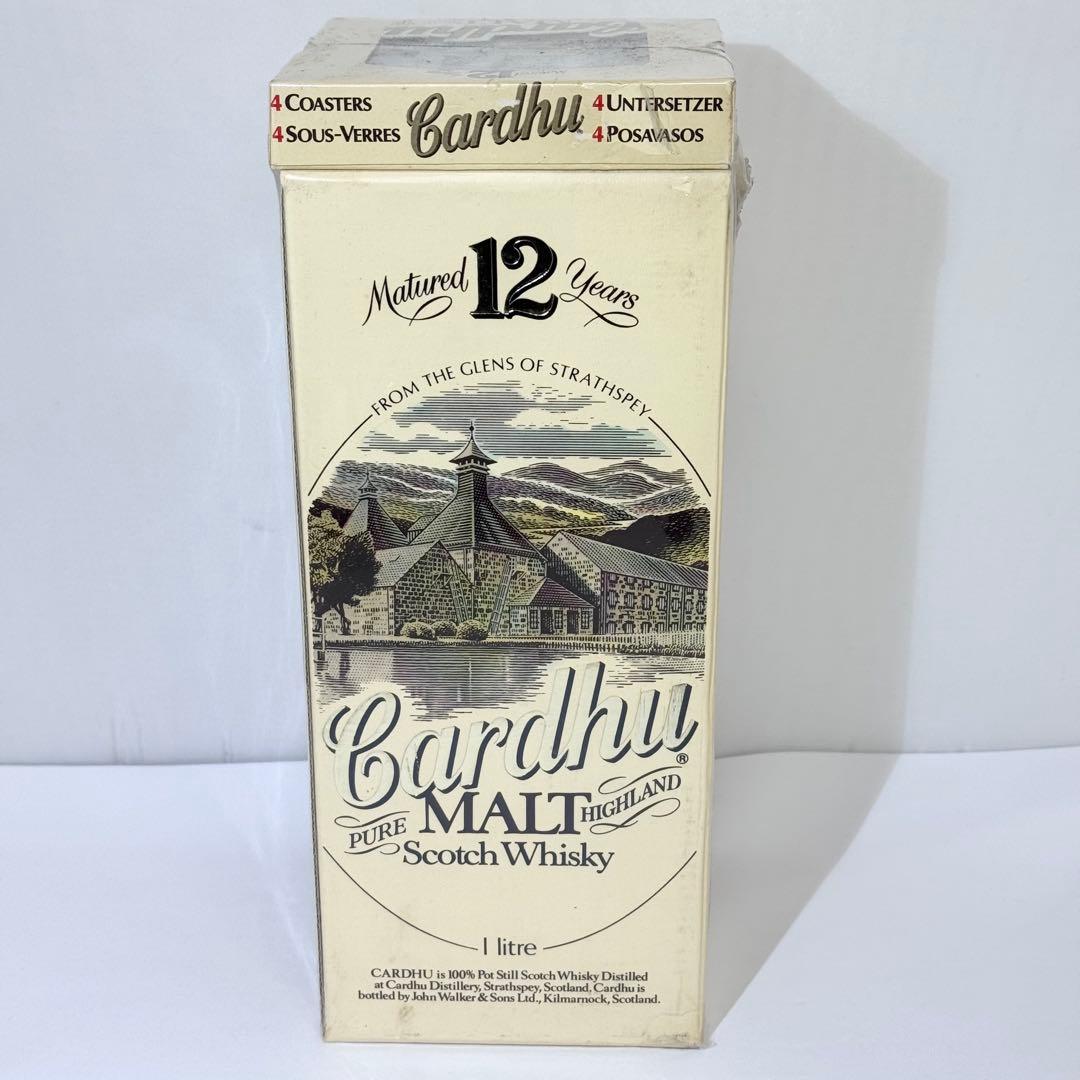 Cardhu
4 COASTERS
4 SOUS-VERRES
Cardhu
4 UNTERSETZER
4 POSAVASOS
Matured 12 Years
FROM THE GLENS OF STRATHSPEY
Cardhu®
PURE MALT HIGHLAND
Scotch Whisky
1 litre
CARDHU is 100% Pot Still Scotch Whisky Distilled
at Cardhu Distillery, Strathspey, Scotland. Cardhu is
bottled by John Walker & Sons Ltd., Kilmarnock, Scotland.